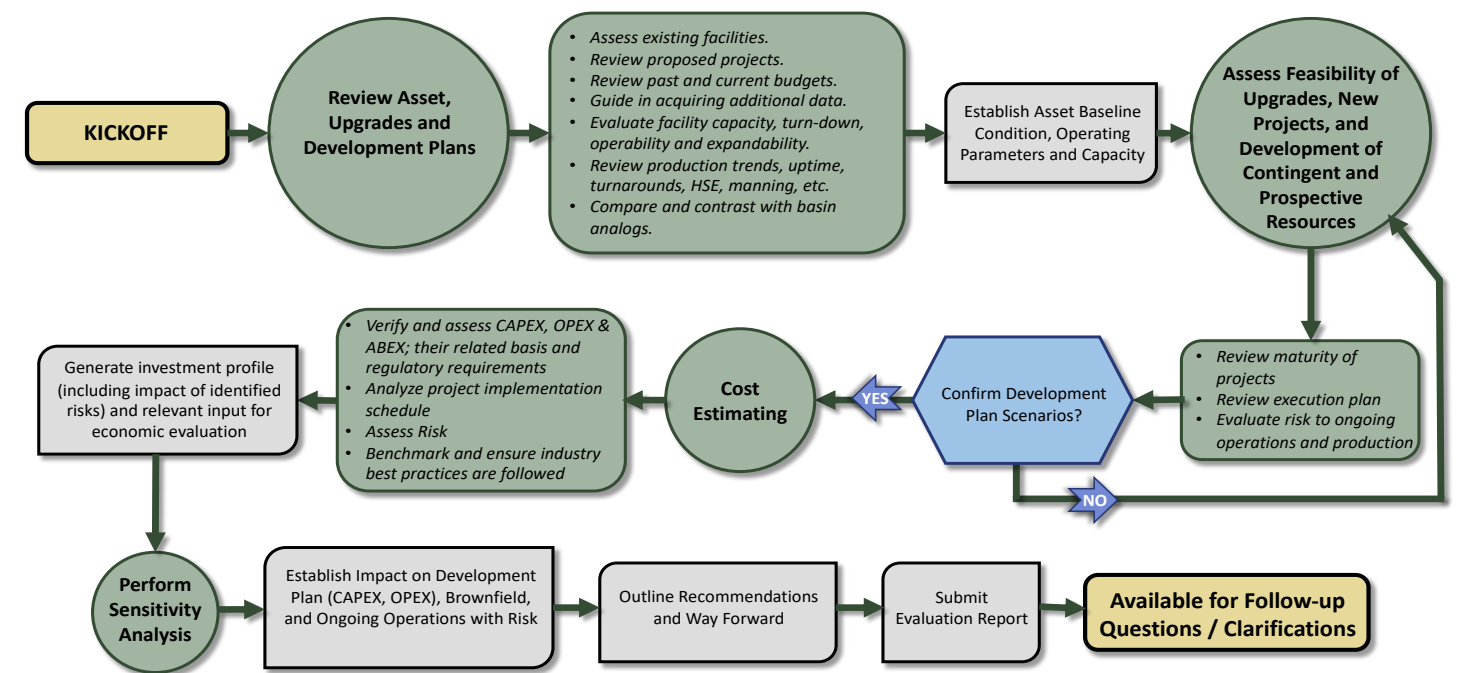 KICKOFF
Review Asset,
Upgrades and
Development Plans
• Assess existing facilities.
• Review proposed projects.
• Review past and current budgets.
• Guide in acquiring additional data.
• Evaluate facility capacity, turn-down,
operability and expandability.
• Review production trends, uptime,
turnarounds, HSE, manning, etc.
• Compare and contrast with basin
analogs.
Establish Asset Baseline
Condition, Operating
Parameters and Capacity
Assess Feasibility of
Upgrades, New
Projects, and
Development of
Contingent and
Prospective
Resources
• Review maturity of
projects
• Review execution plan
• Evaluate risk to ongoing
operations and production
Confirm Development
Plan Scenarios?
YES
NO
Cost
Estimating
• Verify and assess CAPEX, OPEX &
ABEX; their related basis and
regulatory requirements
• Analyze project implementation
schedule
• Assess Risk
• Benchmark and ensure industry
best practices are followed
Generate investment profile
(including impact of identified
risks) and relevant input for
economic evaluation
Perform
Sensitivity
Analysis
Establish Impact on Development
Plan (CAPEX, OPEX), Brownfield,
and Ongoing Operations with Risk
Outline Recommendations
and Way Forward
Submit
Evaluation Report
Available for Follow-up
Questions / Clarifications